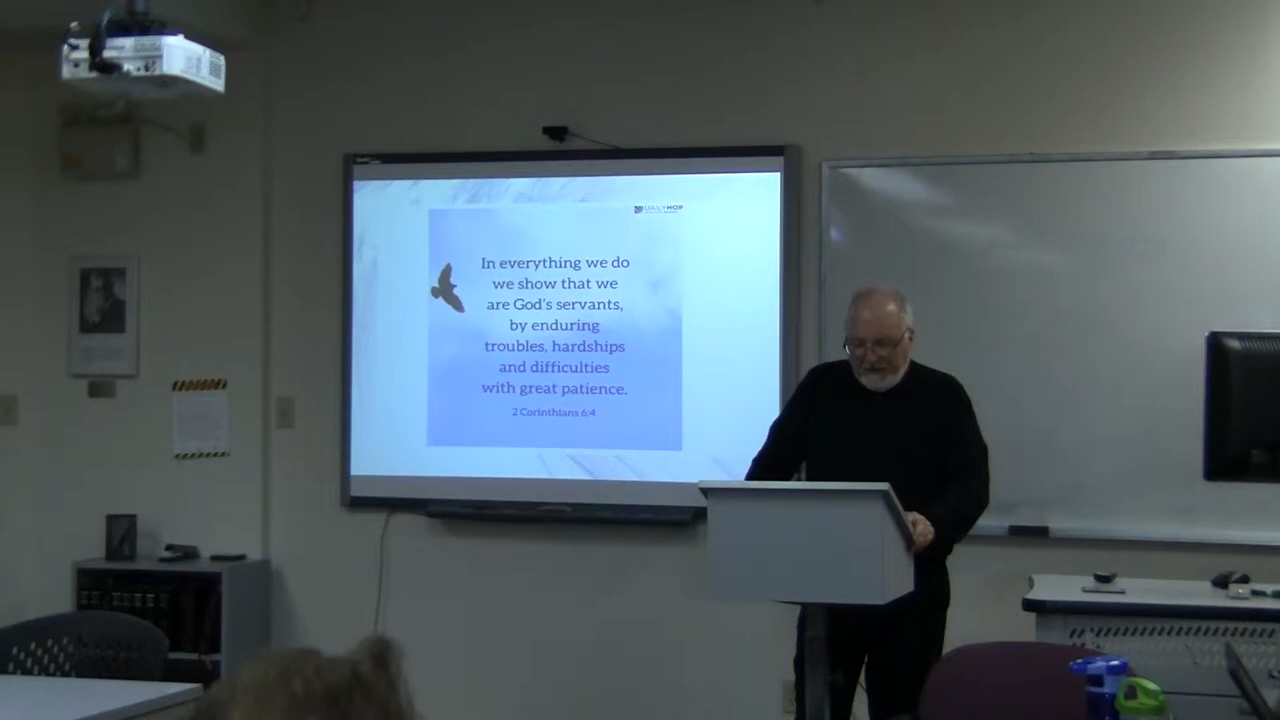 DAILYHOPE
In everything we do
we show that we
are God's servants,
by enduring
troubles, hardships
and difficulties
with great patience.
2 Corinthians 6:4